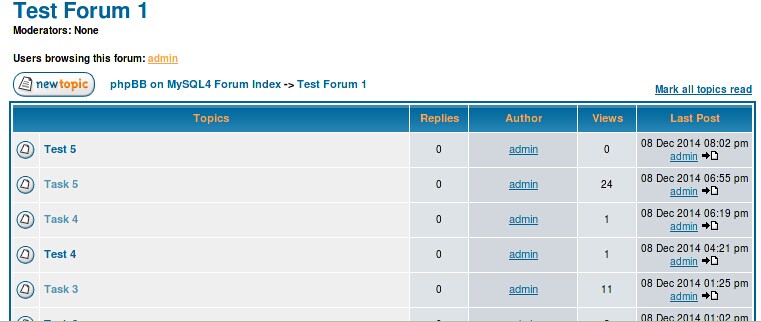 Test Forum 1
Moderators: None
Users browsing this forum: admin
newtopic phpBB on MySQL4 Forum Index -> Test Forum 1 Mark all topics read
Topics Replies Author Views Last Post
Test 5 0 admin 0 08 Dec 2014 08:02 pm
admin
Task 5 0 admin 24 08 Dec 2014 06:55 pm
admin
Task 4 0 admin 1 08 Dec 2014 06:19 pm
admin
Test 4 0 admin 1 08 Dec 2014 04:21 pm
admin
Task 3 0 admin 11 08 Dec 2014 01:25 pm
admin
08 Dec 2014 01:02 pm